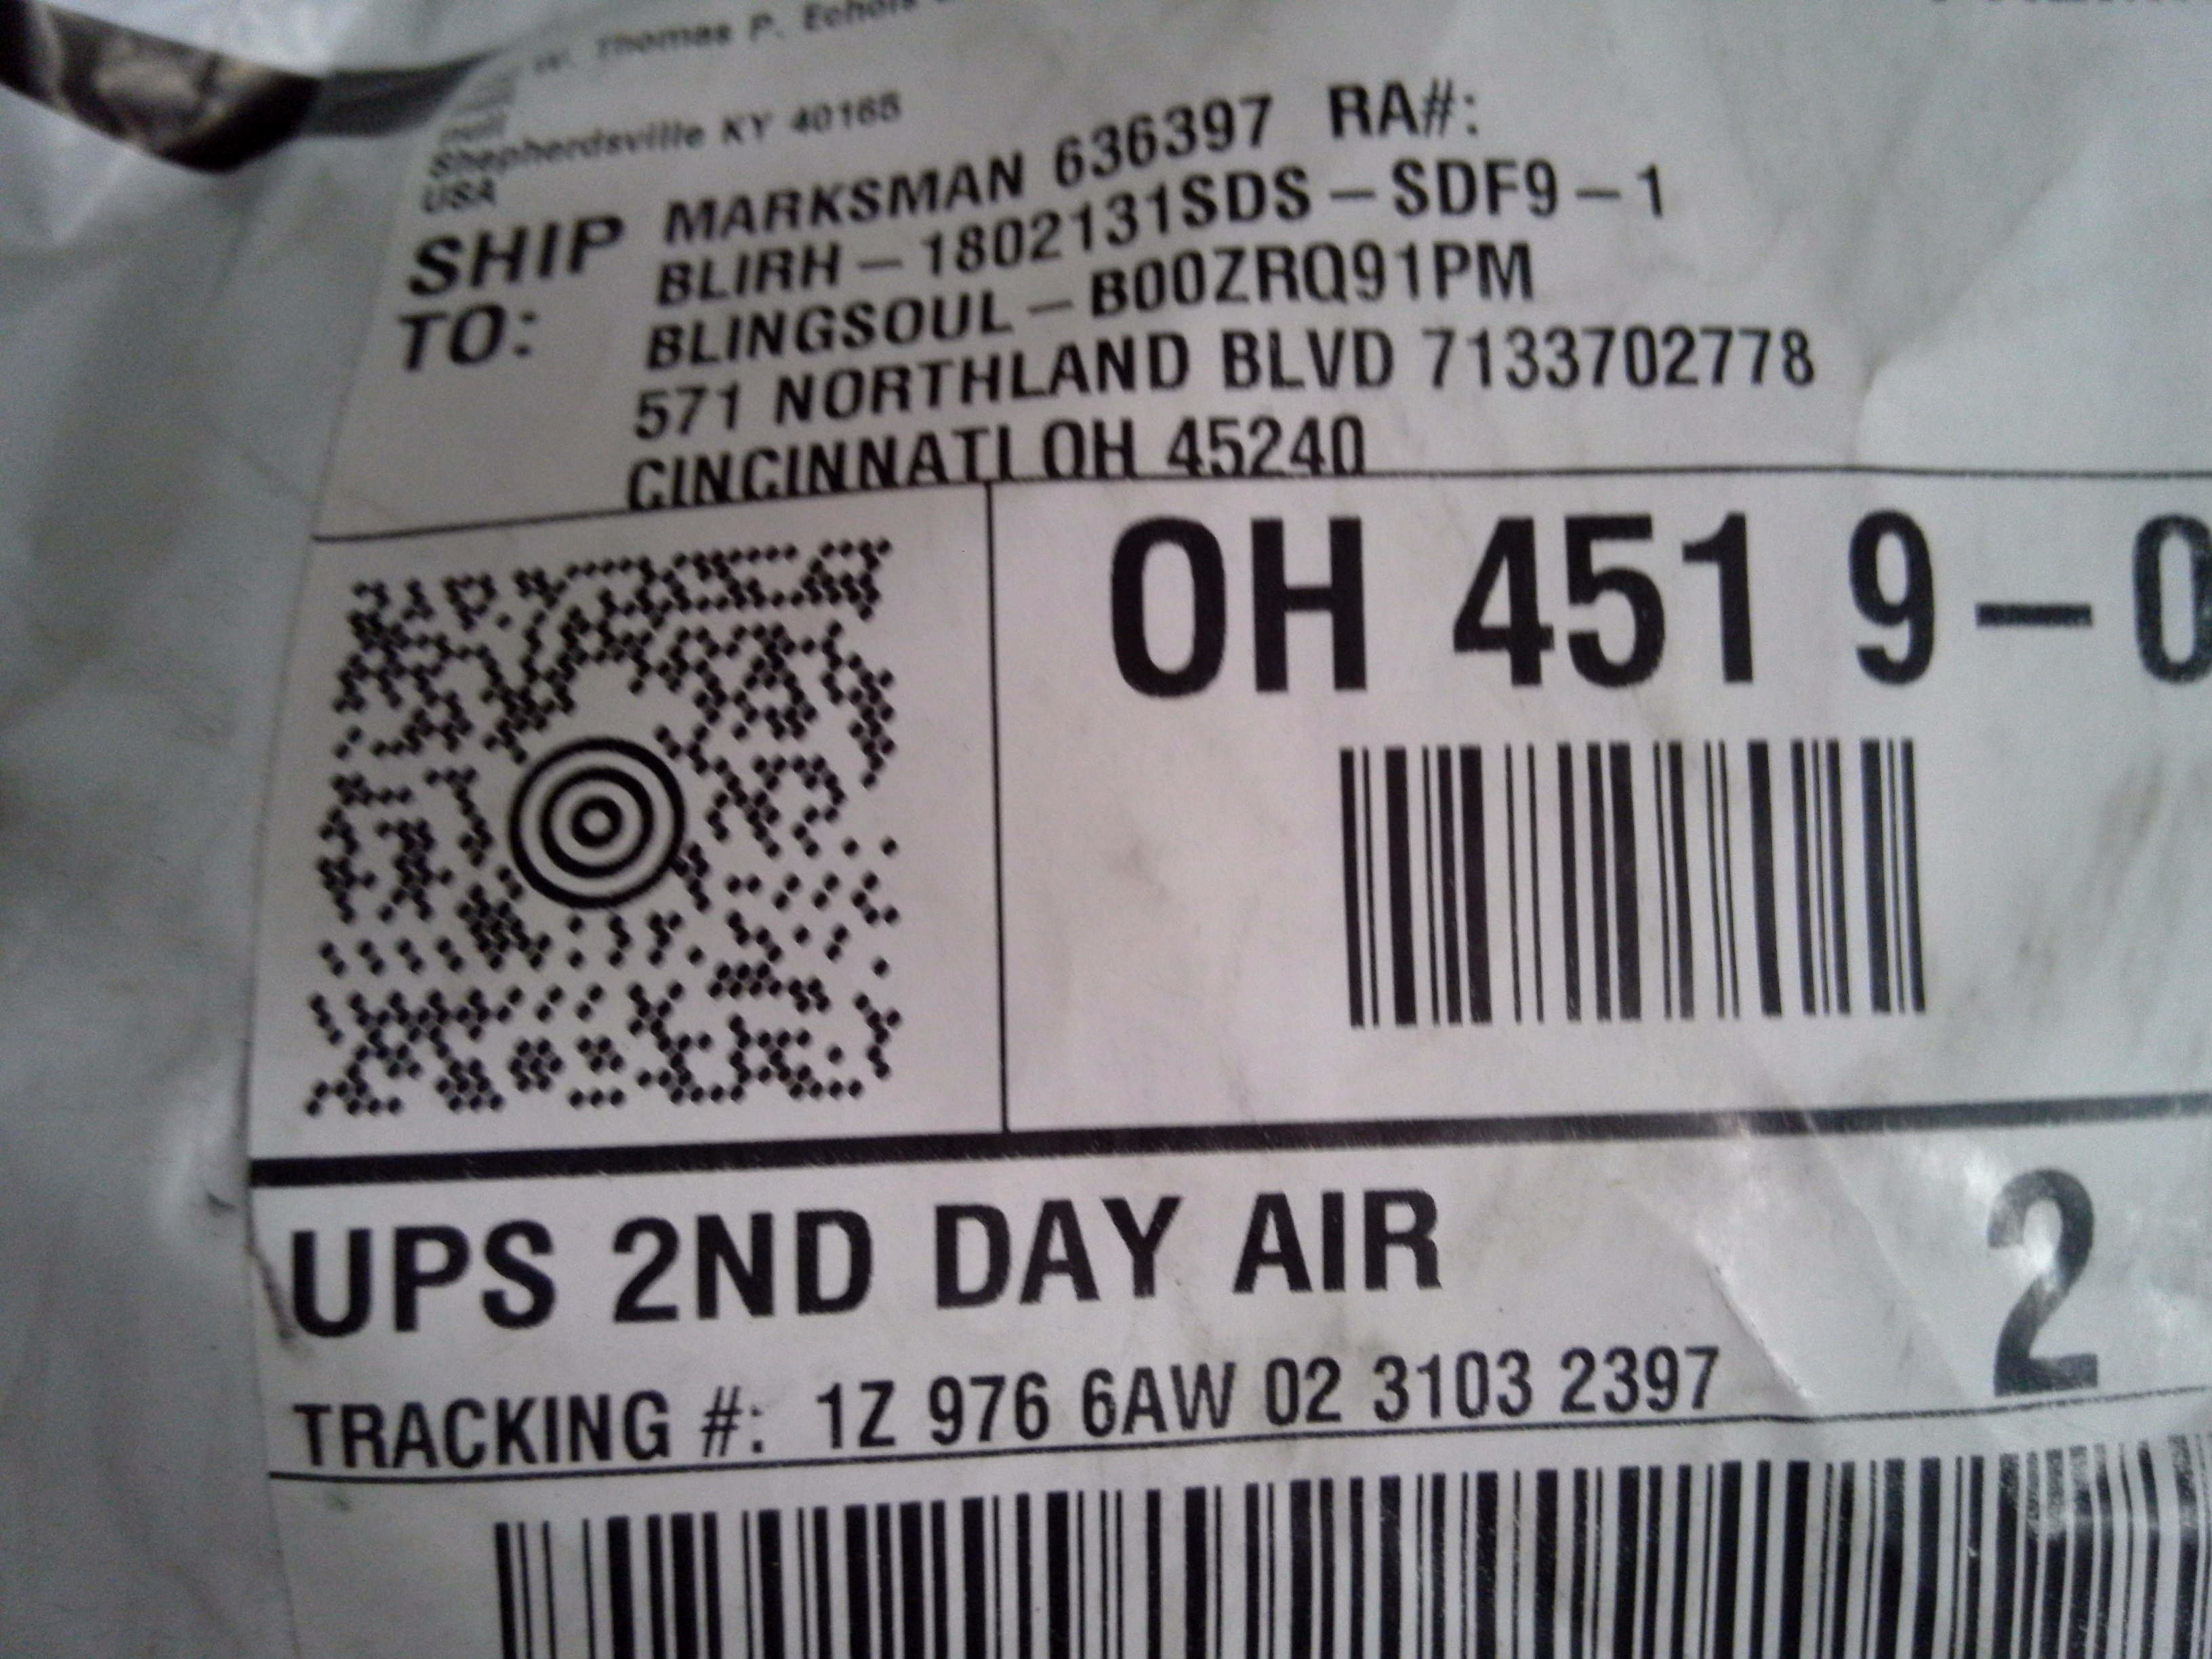 W. Thomas P. Echols
Shepherdsville KY 40165
USA
SHIP TO:
MARKSMAN 636397 RA#:
BLIRH-1802131SDS-SDF9-1
BLINGSOUL-B00ZRQ91PM
571 NORTHLAND BLVD 7133702778
CINCINNATI OH 45240
OH 451 9-0
UPS 2ND DAY AIR
2
TRACKING #: 1Z 976 6AW 02 3103 2397